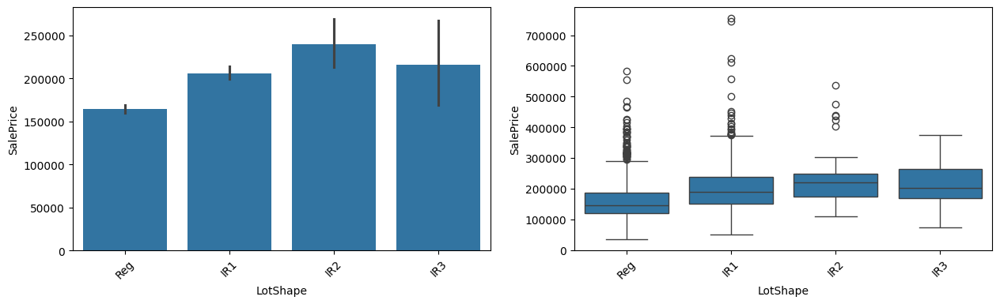 250000
200000
150000
100000
50000
0
SalePrice
Reg
IR1
IR2
IR3
LotShape
700000
600000
500000
400000
300000
200000
100000
0
SalePrice
Reg
IR1
IR2
IR3
LotShape